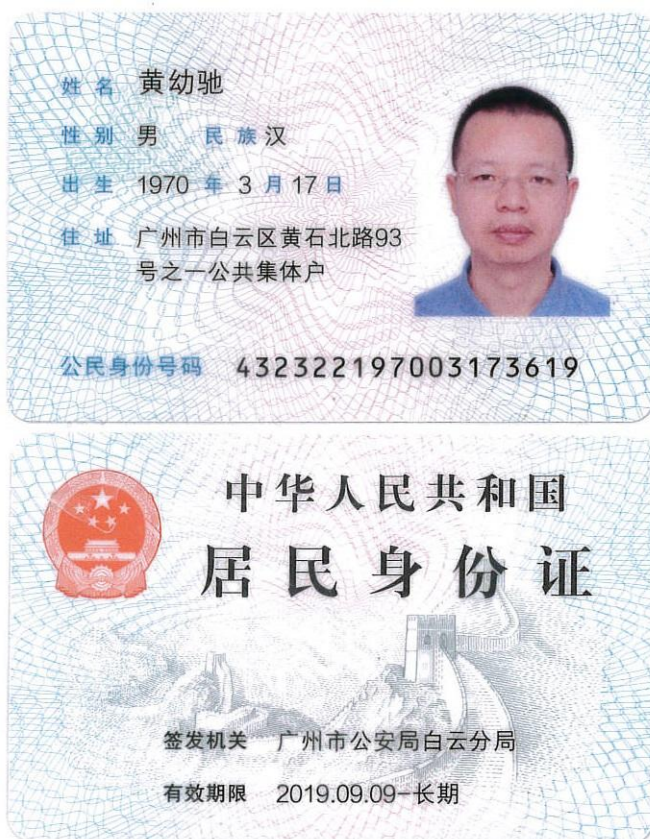 姓名 黄幼驰
性别 男 民族 汉
出生 1970 年 3 月 17 日
住址 广州市白云区黄石北路93
号之一公共集体户
公民身份号码 432322197003173619
中华人民共和国
居民身份证
签发机关 广州市公安局白云分局
有效期限 2019.09.09-长期